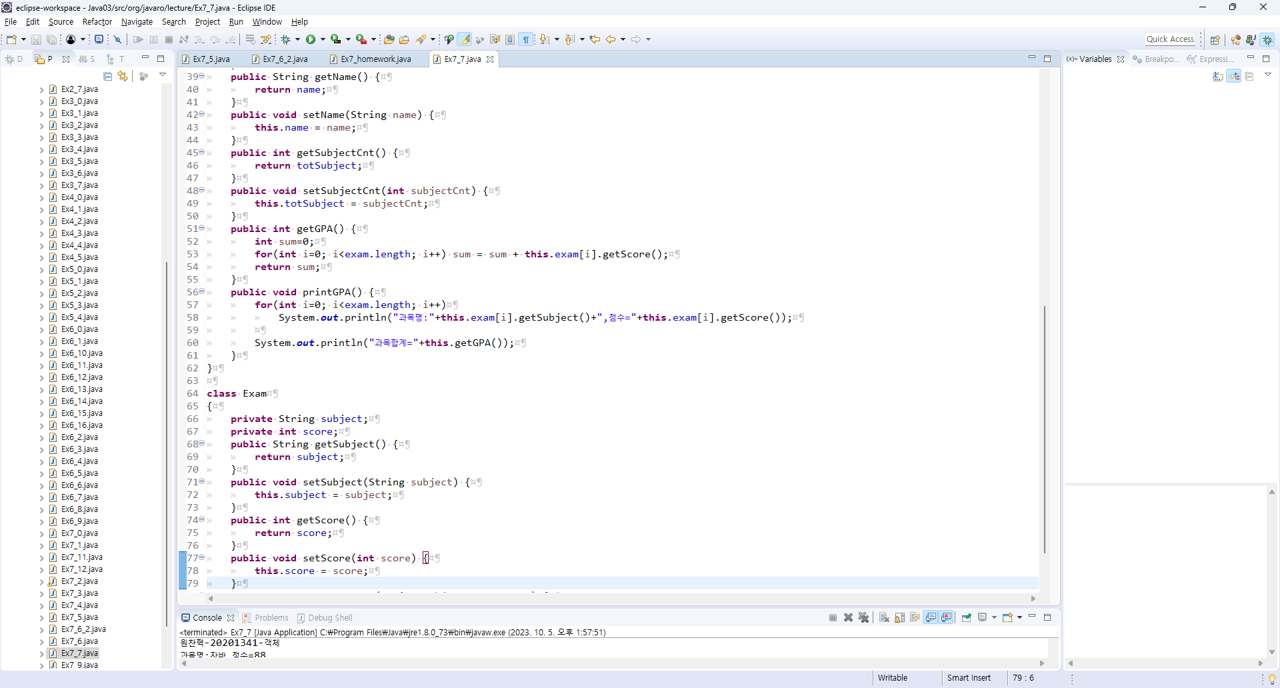 eclipse-workspace - Java03/src/org/javaro/lecture/Ex7_7.java - Eclipse IDE
File Edit Source Refactor Navigate Search Project Run Window Help
Quick Access
D P S T
Ex7_5.java Ex7_6_2.java Ex7_homework.java Ex7_7.java
Variables Breakpo... Expressi...
Ex2_7.java
Ex3_0.java
Ex3_1.java
Ex3_2.java
Ex3_3.java
Ex3_4.java
Ex3_5.java
Ex3_6.java
Ex3_7.java
Ex4_0.java
Ex4_1.java
Ex4_2.java
Ex4_3.java
Ex4_4.java
Ex4_5.java
Ex5_0.java
Ex5_1.java
Ex5_2.java
Ex5_3.java
Ex5_4.java
Ex6_0.java
Ex6_1.java
Ex6_10.java
Ex6_11.java
Ex6_12.java
Ex6_13.java
Ex6_14.java
Ex6_15.java
Ex6_16.java
Ex6_2.java
Ex6_3.java
Ex6_4.java
Ex6_5.java
Ex6_6.java
Ex6_7.java
Ex6_8.java
Ex6_9.java
Ex7_0.java
Ex7_1.java
Ex7_11.java
Ex7_12.java
Ex7_2.java
Ex7_3.java
Ex7_4.java
Ex7_5.java
Ex7_6_2.java
Ex7_6.java
Ex7_7.java
Ex7_9.java
39 public String getName() {
40 return name;
41 }
42 public void setName(String name) {
43 this.name = name;
44 }
45 public int getSubjectCnt() {
46 return totSubject;
47 }
48 public void setSubjectCnt(int subjectCnt) {
49 this.totSubject = subjectCnt;
50 }
51 public int getGPA() {
52 int sum=0;
53 for(int i=0; i<exam.length; i++) sum = sum + this.exam[i].getScore();
54 return sum;
55 }
56 public void printGPA() {
57 for(int i=0; i<exam.length; i++)
58 System.out.println("과목명:"+this.exam[i].getSubject()+",점수="+this.exam[i].getScore());
59
60 System.out.println("과목합계="+this.getGPA());
61 }
62 }
63
64 class Exam
65 {
66 private String subject;
67 private int score;
68 public String getSubject() {
69 return subject;
70 }
71 public void setSubject(String subject) {
72 this.subject = subject;
73 }
74 public int getScore() {
75 return score;
76 }
77 public void setScore(int score) {
78 this.score = score;
79 }
Console Problems Debug Shell
<terminated> Ex7_7 [Java Application] C:₩Program Files₩Java₩jre1.8.0_73₩bin₩javaw.exe (2023. 10. 5. 오후 1:57:51)
원찬혁-20201341-객체
과목명:자바,점수=88
Writable Smart Insert 79 : 6